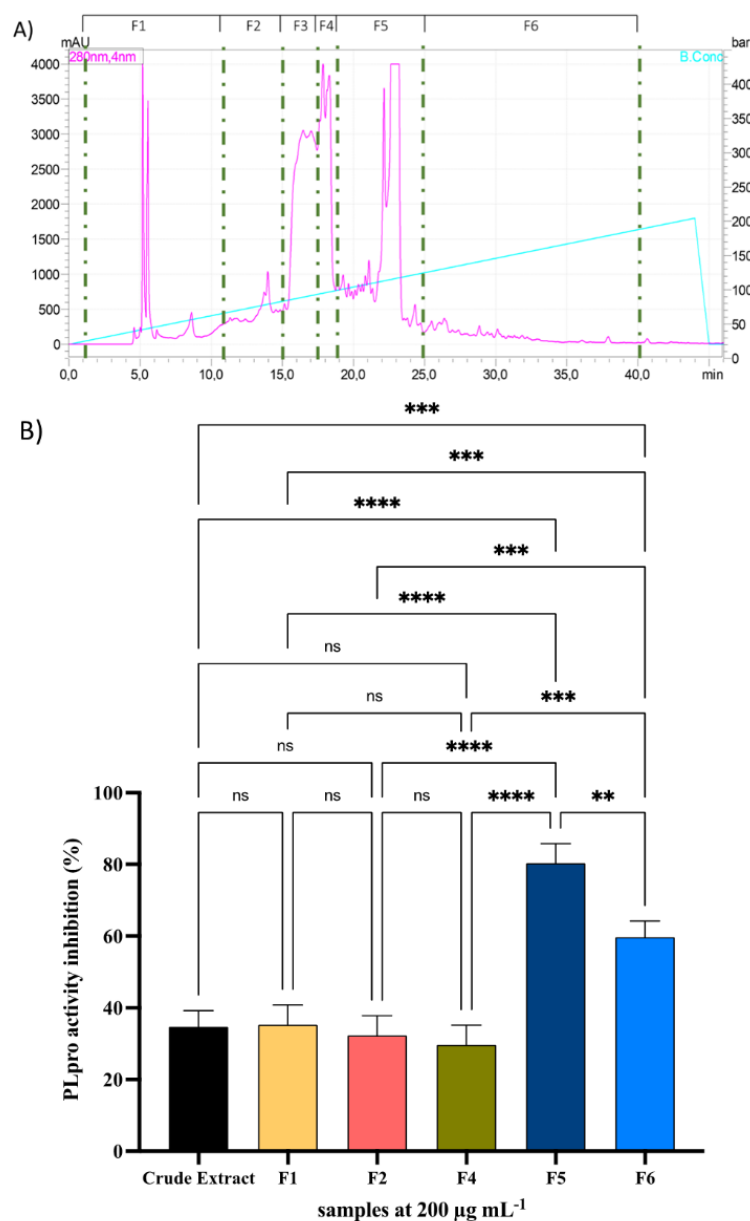 A)
F1 F2 F3 F4 F5 F6
mAU bar
280nm,4nm B.Conc
4000 400
3000 350
3000 300
2500 250
2000 200
1500 150
1000 100
500 50
0 0
0,0 5,0 10,0 15,0 20,0 25,0 30,0 35,0 40,0 min
B)
***
***
****
***
****
ns
ns ***
ns ****
ns ns ns **** **
PLpro activity inhibition (%)
100
80
60
40
20
0
Crude Extract F1 F2 F4 F5 F6
samples at 200 µg mL⁻¹